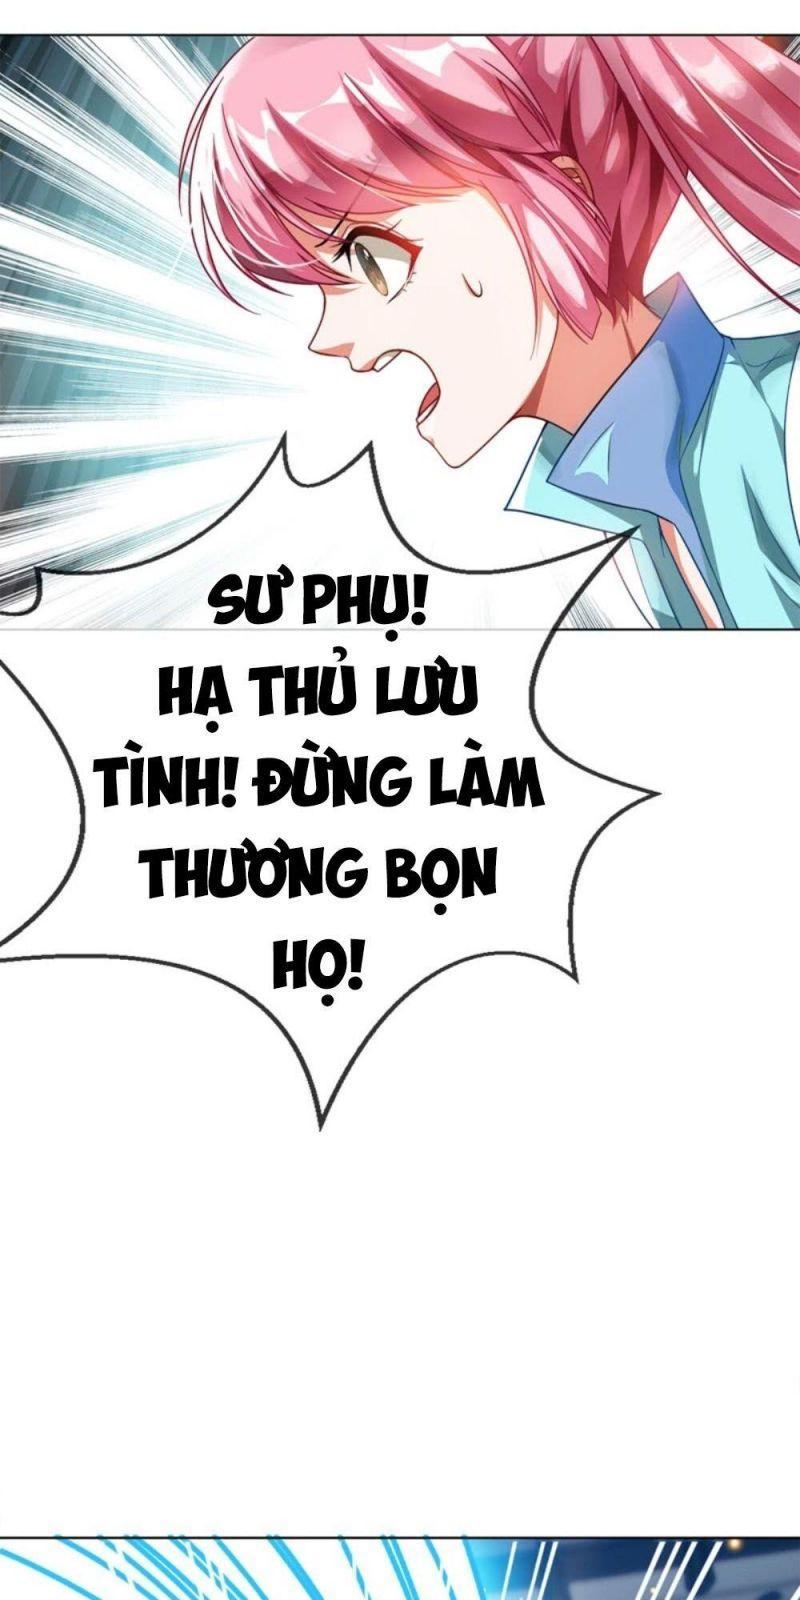 SƯ PHỤ!
HẠ THỦ LƯU
TÌNH! ĐỪNG LÀM
THƯƠNG BỌN
HỌ!